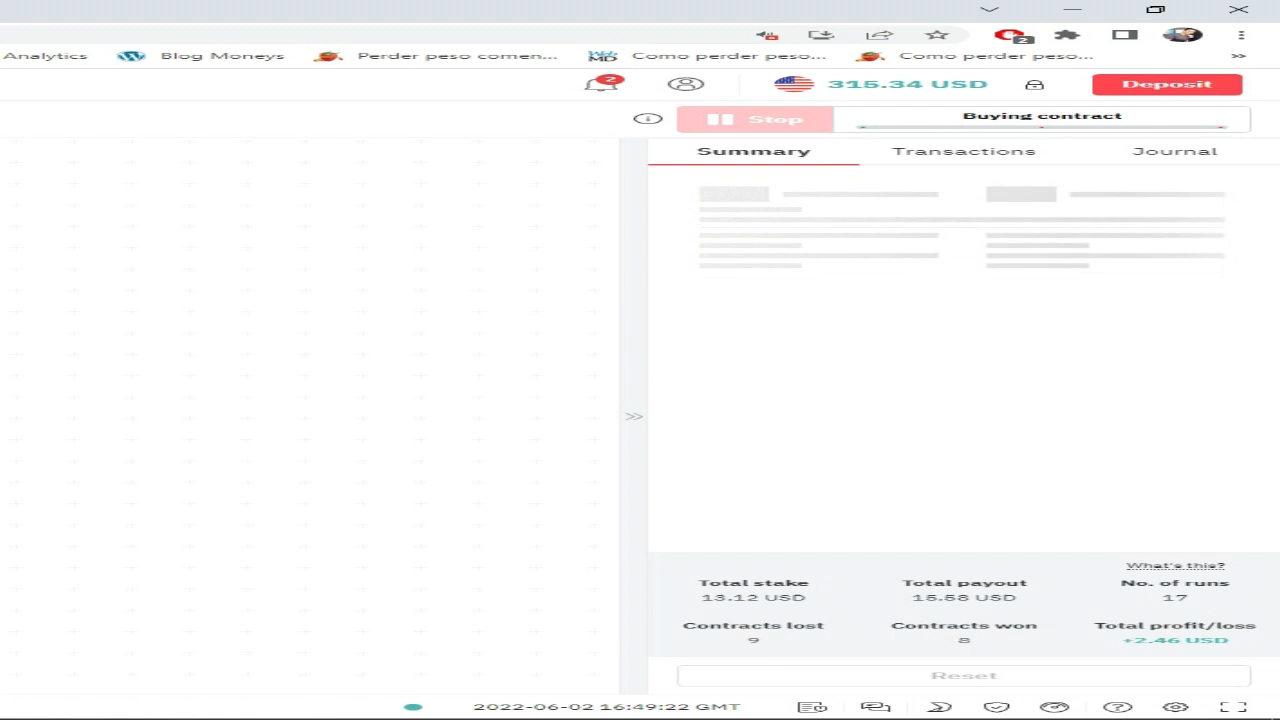 2
Analytics Blog Moneys Perder peso comen... Como perder peso... Como perder peso... »
2 315.34 USD Deposit
Stop Buying contract
Summary Transactions Journal
What's this?
Total stake Total payout No. of runs
13.12 USD 15.58 USD 17
Contracts lost Contracts won Total profit/loss
9 8 +2.46 USD
Reset
2022-06-02 16:49:22 GMT